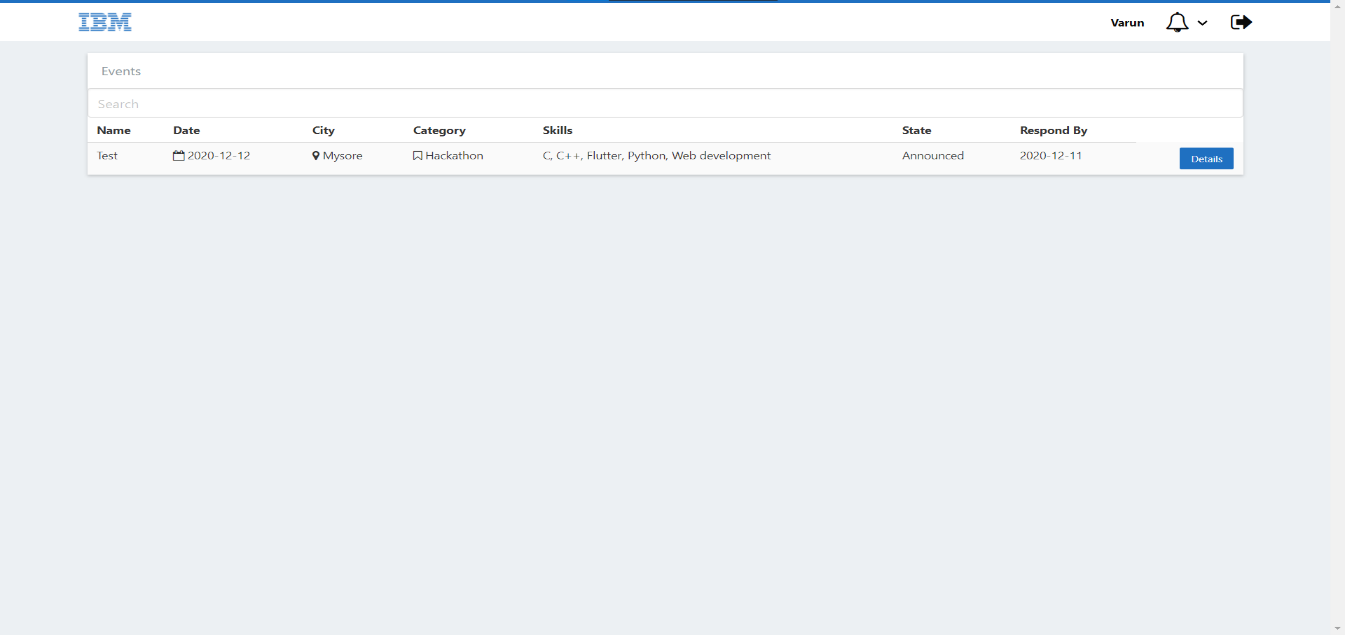 IBM
Varun
Events
Search
Name Date City Category Skills State Respond By
Test 2020-12-12 Mysore Hackathon C, C++, Flutter, Python, Web development Announced 2020-12-11 Details